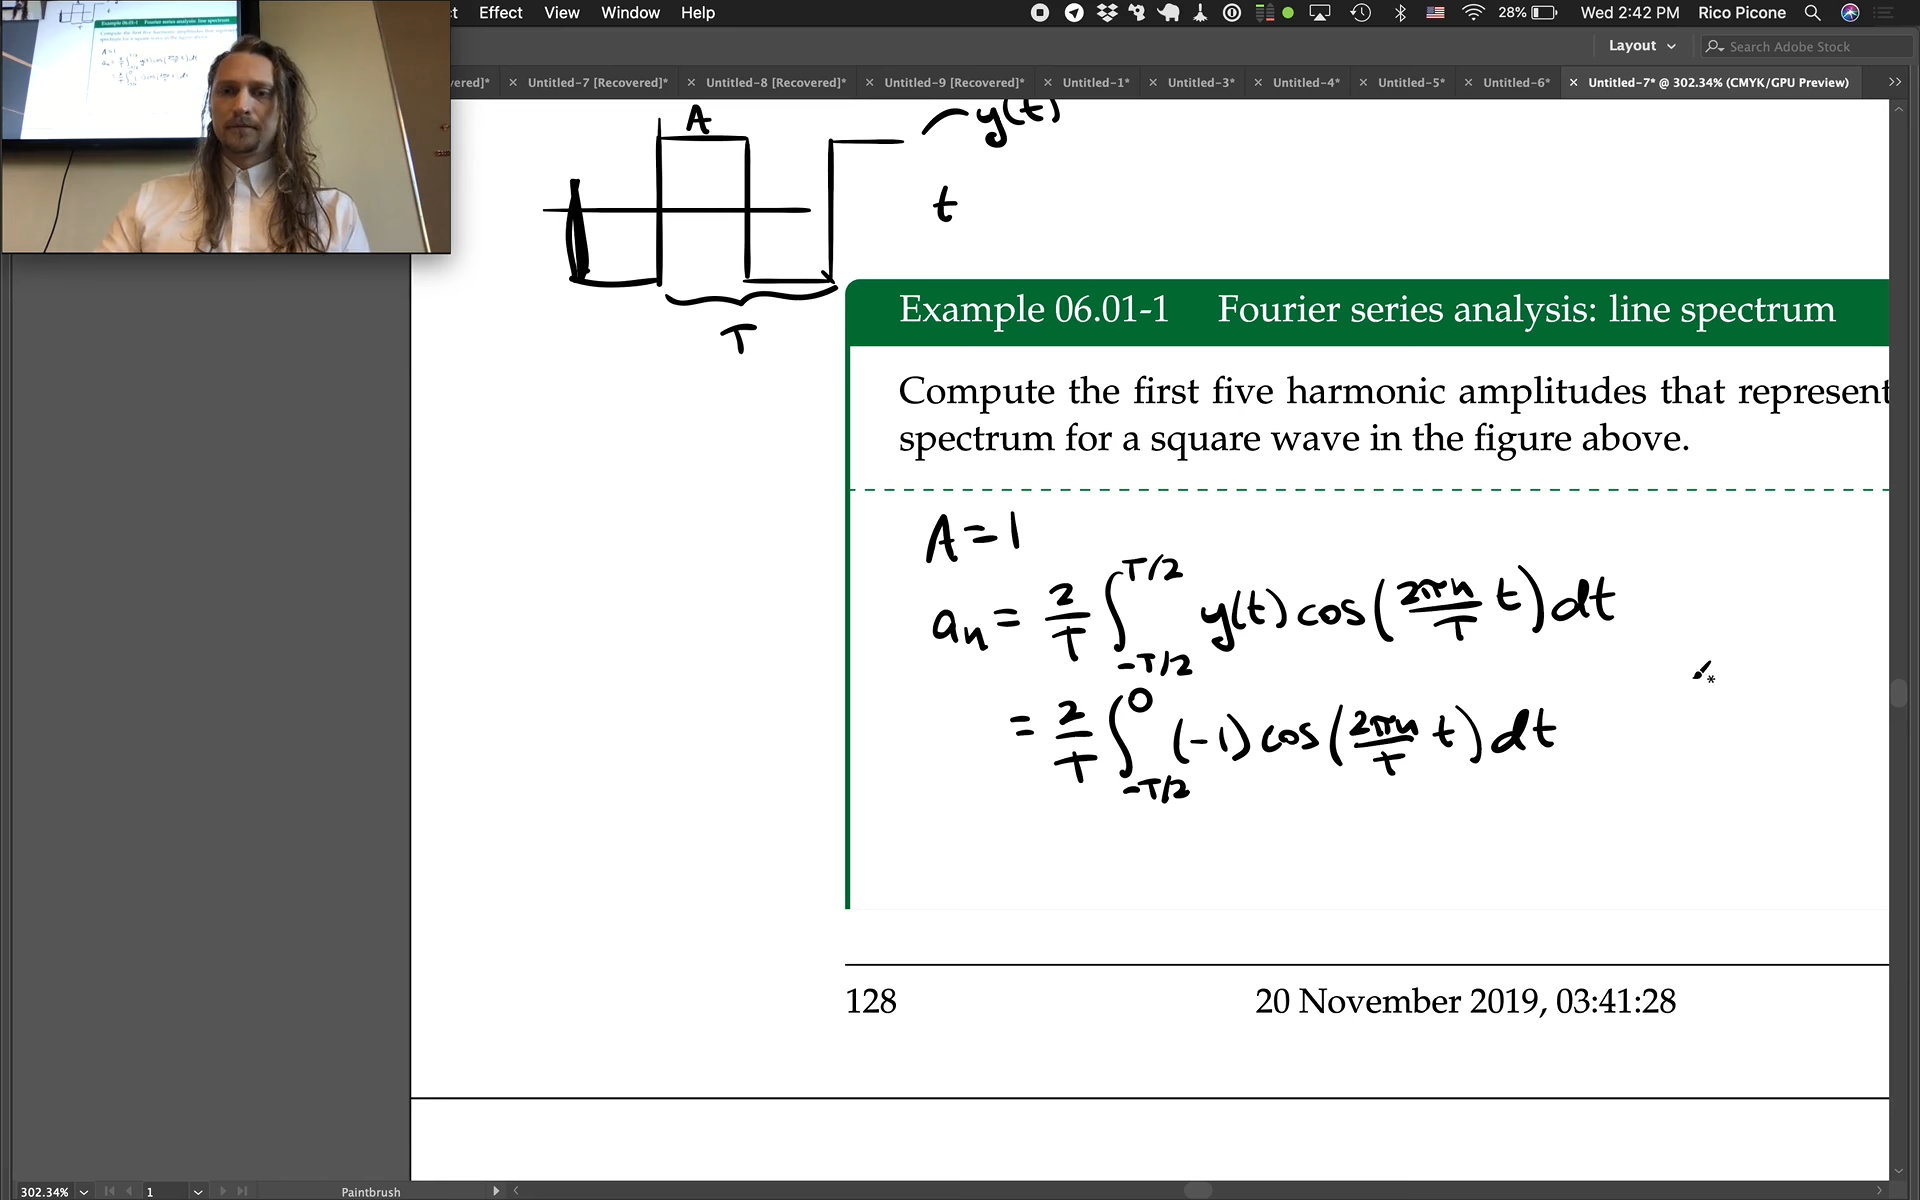 Effect View Window Help 28% Wed 2:42 PM Rico Picone
Layout Search Adobe Stock
vered]* × Untitled-7 [Recovered]* × Untitled-8 [Recovered]* × Untitled-9 [Recovered]* × Untitled-1* × Untitled-3* × Untitled-4* × Untitled-5* × Untitled-6* × Untitled-7* @ 302.34% (CMYK/GPU Preview)
A
y(t)
t
T
Example 06.01-1 Fourier series analysis: line spectrum
Compute the first five harmonic amplitudes that represent
spectrum for a square wave in the figure above.
A = 1
aₙ = 2/T ∫_{-T/2}^{T/2} y(t) cos(2πn/T t) dt
= 2/T ∫_{-T/2}^{0} (-1) cos(2πn/T t) dt
128 20 November 2019, 03:41:28
302.34% 1 Paintbrush